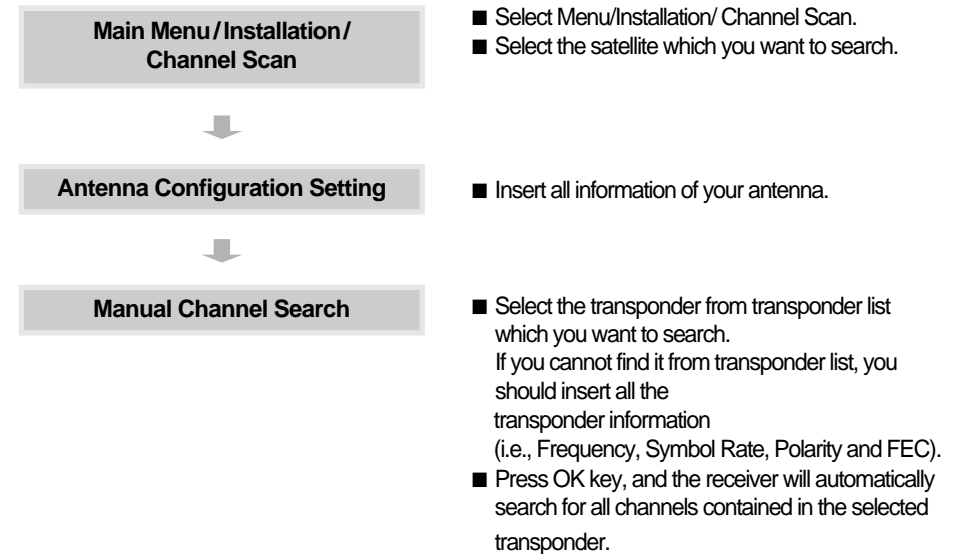 Main Menu/Installation/
Channel Scan
■ Select Menu/Installation/ Channel Scan.
■ Select the satellite which you want to search.
Antenna Configuration Setting
■ Insert all information of your antenna.
Manual Channel Search
■ Select the transponder from transponder list
which you want to search.
If you cannot find it from transponder list, you
should insert all the
transponder information
(i.e., Frequency, Symbol Rate, Polarity and FEC).
■ Press OK key, and the receiver will automatically
search for all channels contained in the selected
transponder.